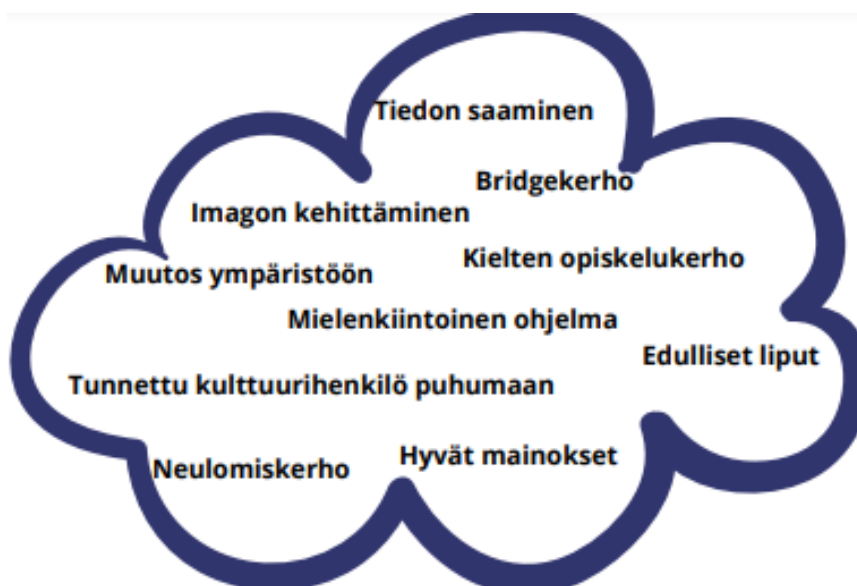 Tiedon saaminen
Bridgekerho
Imagon kehittäminen
Kielten opiskelukerho
Muutos ympäristöön
Mielenkiintoinen ohjelma
Edulliset liput
Tunnettu kulttuurihenkilö puhumaan
Hyvät mainokset
Neulomiskerho